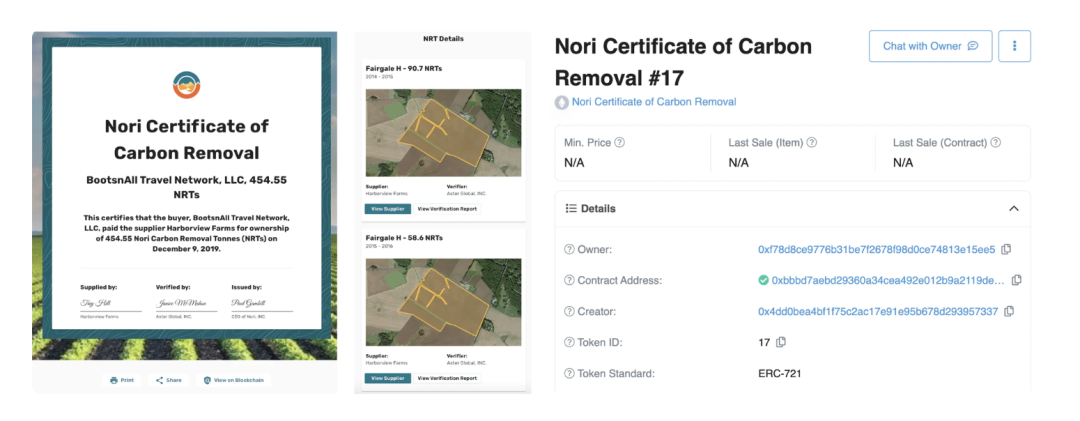 Nori Certificate of
Carbon Removal
BootsnAll Travel Network, LLC, 454.55
NRTs
This certifies that the buyer, BootsnAll Travel Network,
LLC, paid the supplier Harborview Farms for ownership
of 454.55 Nori Carbon Removal Tonnes (NRTs) on
December 9, 2019.
Supplied by:
Verified by:
Issued by:
Trey Hill
Paul Gambill
Harborview Farms
Aster Global, INC.
CEO of Nori, INC.
Print
Share
View on Blockchain
NRT Details
Fairgale H - 90.7 NRTs
2014 - 2015
Supplier:
Verifier:
Harborview Farms
Aster Global, INC.
View Supplier
View Verification Report
Fairgale H - 58.6 NRTs
2015 - 2016
Supplier:
Verifier:
Harborview Farms
Aster Global, INC.
View Supplier
View Verification Report
Nori Certificate of Carbon
Removal #17
Chat with Owner
Nori Certificate of Carbon Removal
Min. Price
Last Sale (Item)
Last Sale (Contract)
N/A
N/A
N/A
Details
Owner:
0xf78d8ce9776b31be7f2678f98d0ce74813e15ee5
Contract Address:
0xbbbd7aebd29360a34cea492e012b9a2119de...
Creator:
0x4dd0bea4bf1f75c2ac17e91e95b678d293957337
Token ID:
17
Token Standard:
ERC-721